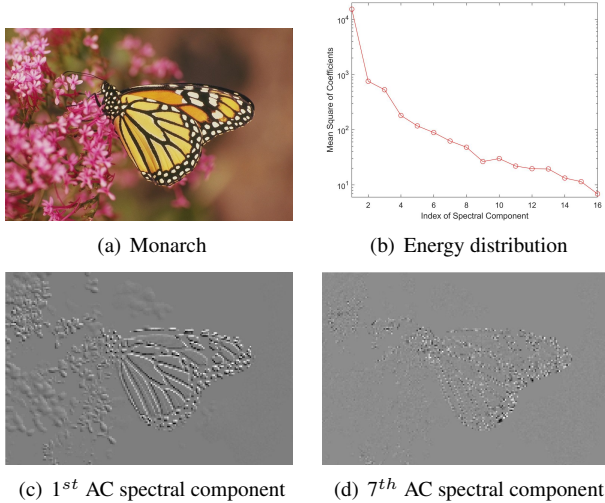 10^4
10^3
10^2
10^1
Mean Square of Coefficients
2 4 6 8 10 12 14 16
Index of Spectral Component
(a) Monarch
(b) Energy distribution
(c) 1^{st} AC spectral component
(d) 7^{th} AC spectral component